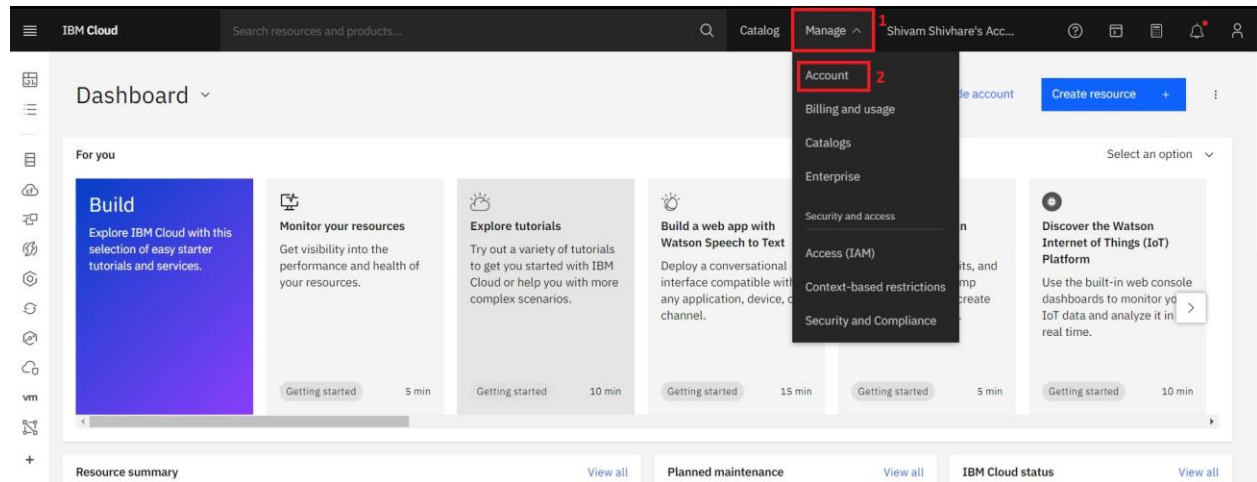 IBM Cloud
Search resources and products...
Catalog
Manage
1
Shivam Shivhare's Acc...
Account
2
Billing and usage
Catalogs
Enterprise
Security and access
Access (IAM)
Context-based restrictions
Security and Compliance
Dashboard
account
Create resource +
For you
Select an option
Build
Explore IBM Cloud with this
selection of easy starter
tutorials and services.
Monitor your resources
Get visibility into the
performance and health of
your resources.
Getting started 5 min
Explore tutorials
Try out a variety of tutorials
to get you started with IBM
Cloud or help you with more
complex scenarios.
Getting started 10 min
Build a web app with
Watson Speech to Text
Deploy a conversational
interface compatible with
any application, device, o
channel.
Getting started 15 min
its, and
create
Getting started 5 min
Discover the Watson
Internet of Things (IoT)
Platform
Use the built-in web console
dashboards to monitor yo
IoT data and analyze it in
real time.
Getting started 10 min
vm
+
Resource summary
View all
Planned maintenance
View all
IBM Cloud status
View all